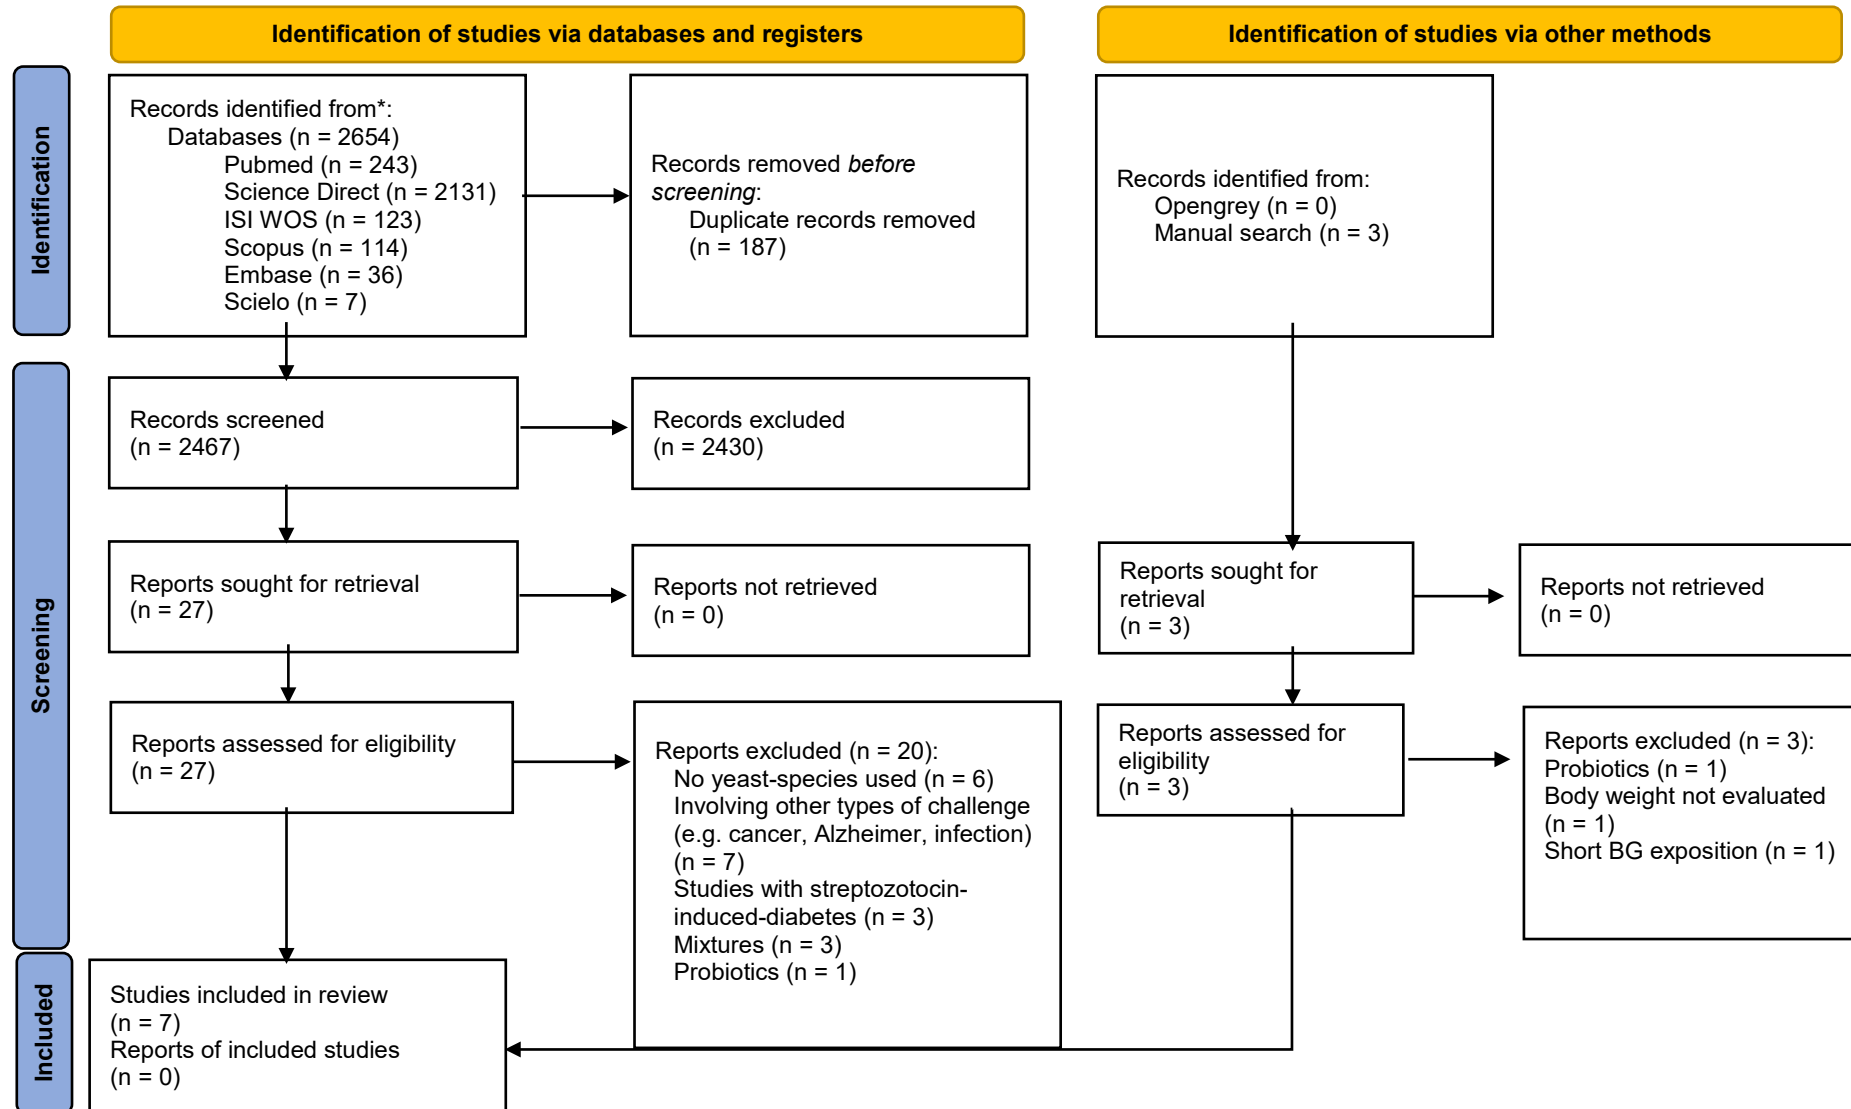 Identification of studies via databases and registers
Identification of studies via other methods
Identification
Records identified from*:
Databases (n = 2654)
Pubmed (n = 243)
Science Direct (n = 2131)
ISI WOS (n = 123)
Scopus (n = 114)
Embase (n = 36)
Scielo (n = 7)
Records removed before
screening:
Duplicate records removed
(n = 187)
Records identified from:
Opengrey (n = 0)
Manual search (n = 3)
Screening
Records screened
(n = 2467)
Records excluded
(n = 2430)
Reports sought for retrieval
(n = 27)
Reports not retrieved
(n = 0)
Reports sought for
retrieval
(n = 3)
Reports not retrieved
(n = 0)
Reports assessed for eligibility
(n = 27)
Reports excluded (n = 20):
No yeast-species used (n = 6)
Involving other types of challenge
(e.g. cancer, Alzheimer, infection)
(n = 7)
Studies with streptozotocin-
induced-diabetes (n = 3)
Mixtures (n = 3)
Probiotics (n = 1)
Reports assessed for
eligibility
(n = 3)
Reports excluded (n = 3):
Probiotics (n = 1)
Body weight not evaluated
(n = 1)
Short BG exposition (n = 1)
Included
Studies included in review
(n = 7)
Reports of included studies
(n = 0)